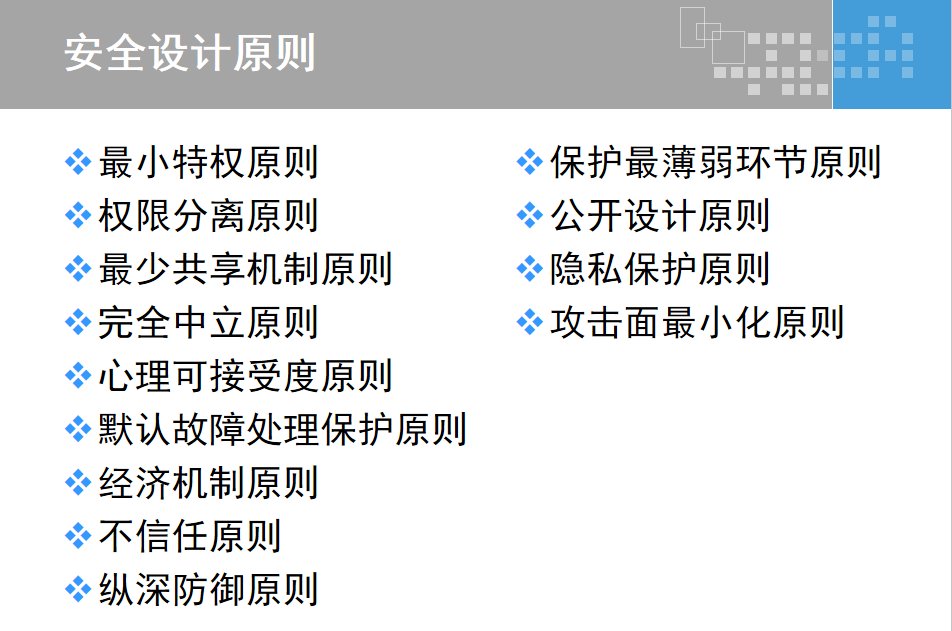 安全设计原则
最小特权原则
权限分离原则
最少共享机制原则
完全中立原则
心理可接受度原则
默认故障处理保护原则
经济机制原则
不信任原则
纵深防御原则
保护最薄弱环节原则
公开设计原则
隐私保护原则
攻击面最小化原则